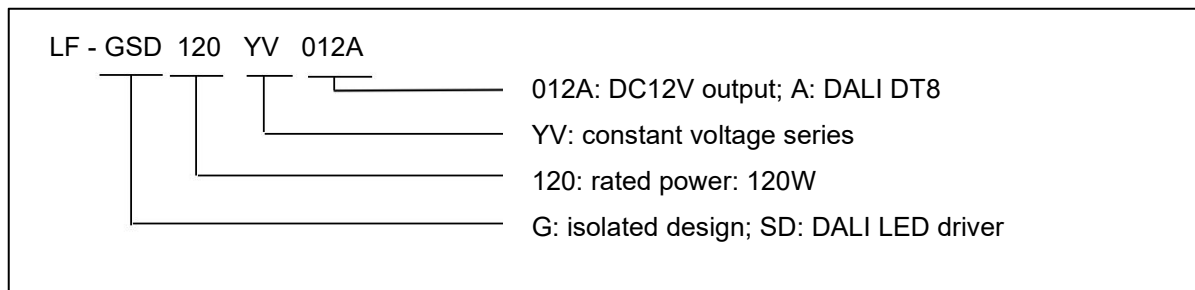 LF - GSD 120 YV 012A
012A: DC12V output; A: DALI DT8
YV: constant voltage series
120: rated power: 120W
G: isolated design; SD: DALI LED driver